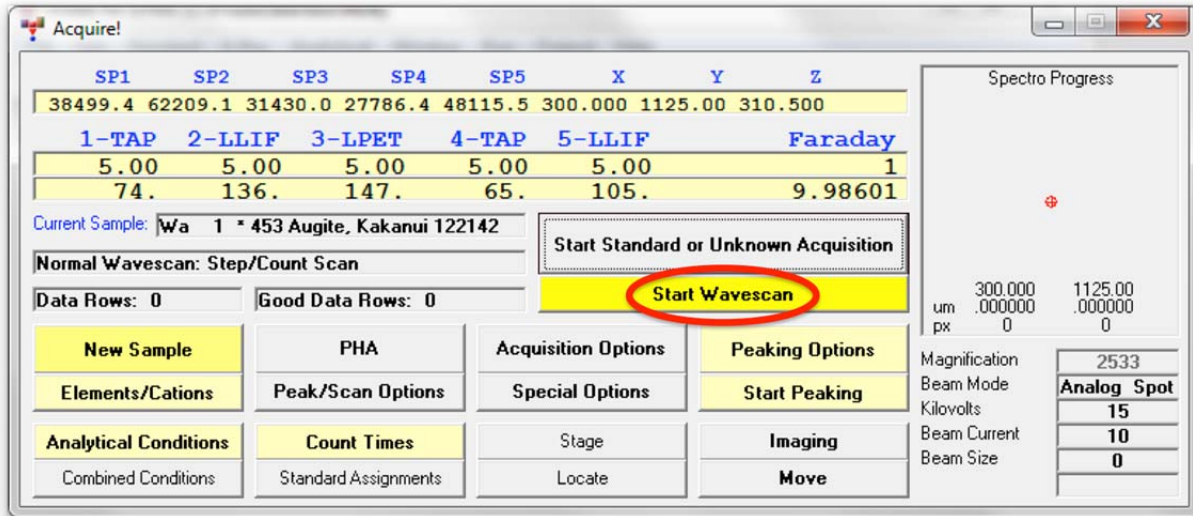 Acquire!
SP1 SP2 SP3 SP4 SP5 X Y Z
38499.4 62209.1 31430.0 27786.4 48115.5 300.000 1125.00 310.500
1-TAP 2-LLIF 3-LPET 4-TAP 5-LLIF Faraday
5.00 5.00 5.00 5.00 5.00 1
74. 136. 147. 65. 105. 9.98601
Current Sample: Wa 1 * 453 Augite, Kakanui 122142
Normal Wavescan: Step/Count Scan
Data Rows: 0 Good Data Rows: 0
Start Standard or Unknown Acquisition
Start Wavescan
New Sample PHA Acquisition Options Peaking Options
Elements/Cations Peak/Scan Options Special Options Start Peaking
Analytical Conditions Count Times Stage Imaging
Combined Conditions Standard Assignments Locate Move
Spectro Progress
300.000 1125.00
um .000000 .000000
px 0 0
Magnification 2533
Beam Mode Analog Spot
Kilovolts 15
Beam Current 10
Beam Size 0